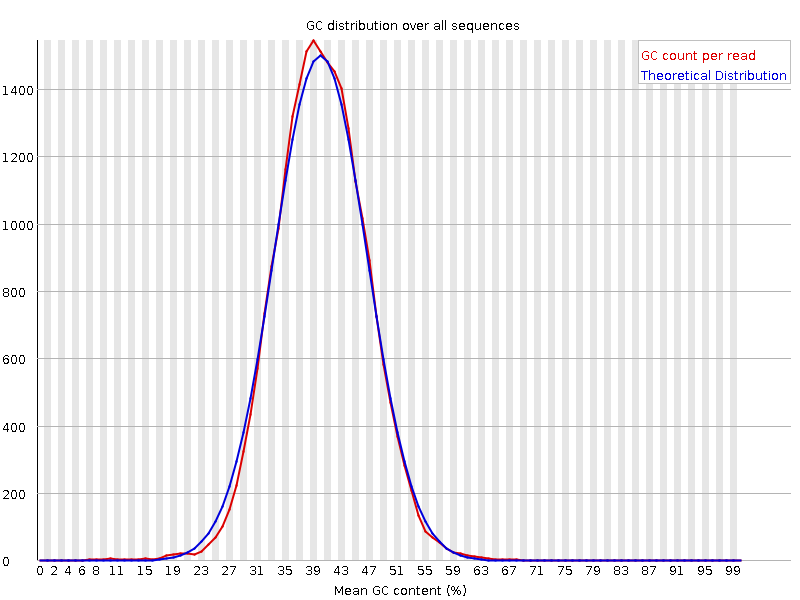 GC distribution over all sequences
GC count per read
Theoretical Distribution
1400
1200
1000
800
600
400
200
0
0 2 4 6 8 11 15 19 23 27 31 35 39 43 47 51 55 59 63 67 71 75 79 83 87 91 95 99
Mean GC content (%)